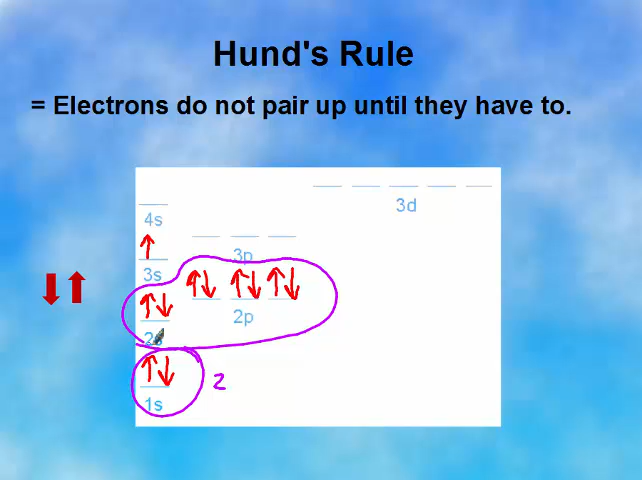 Hund's Rule
= Electrons do not pair up until they have to.
3d
4s
3p
3s
2p
2s
2
1s